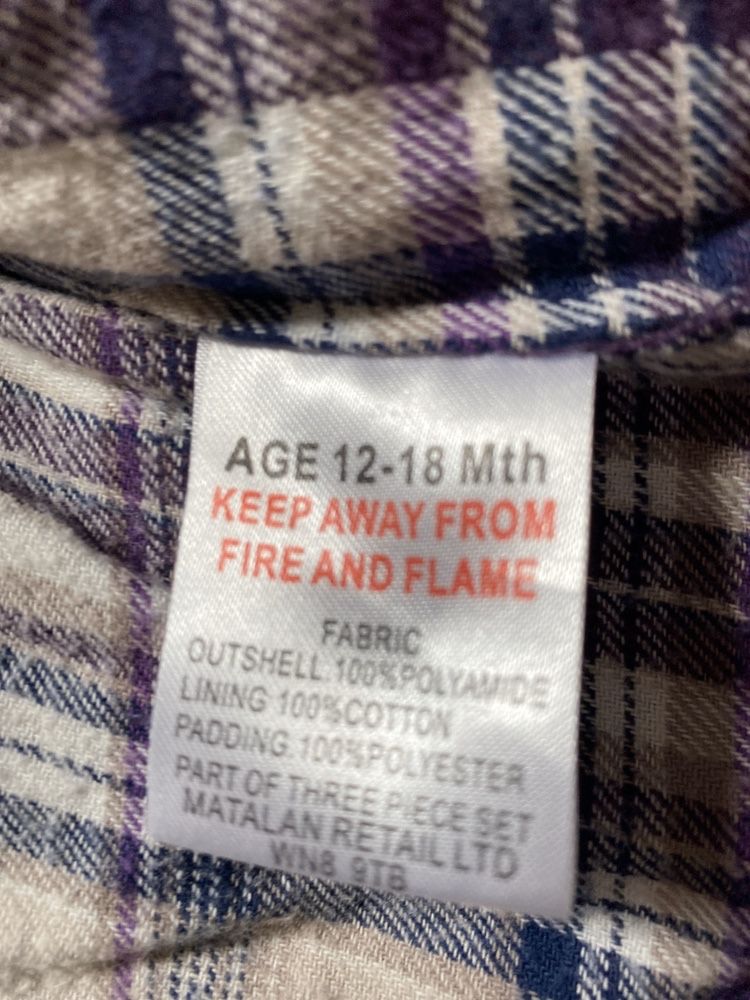 AGE 12-18 Mth
KEEP AWAY FROM
FIRE AND FLAME
FABRIC
OUTSHELL 100%POLYAMIDE
LINING 100%COTTON
PADDING 100%POLYESTER
PART OF THREE PIECE SET
MATALAN RETAIL LTD
WN8 9TB